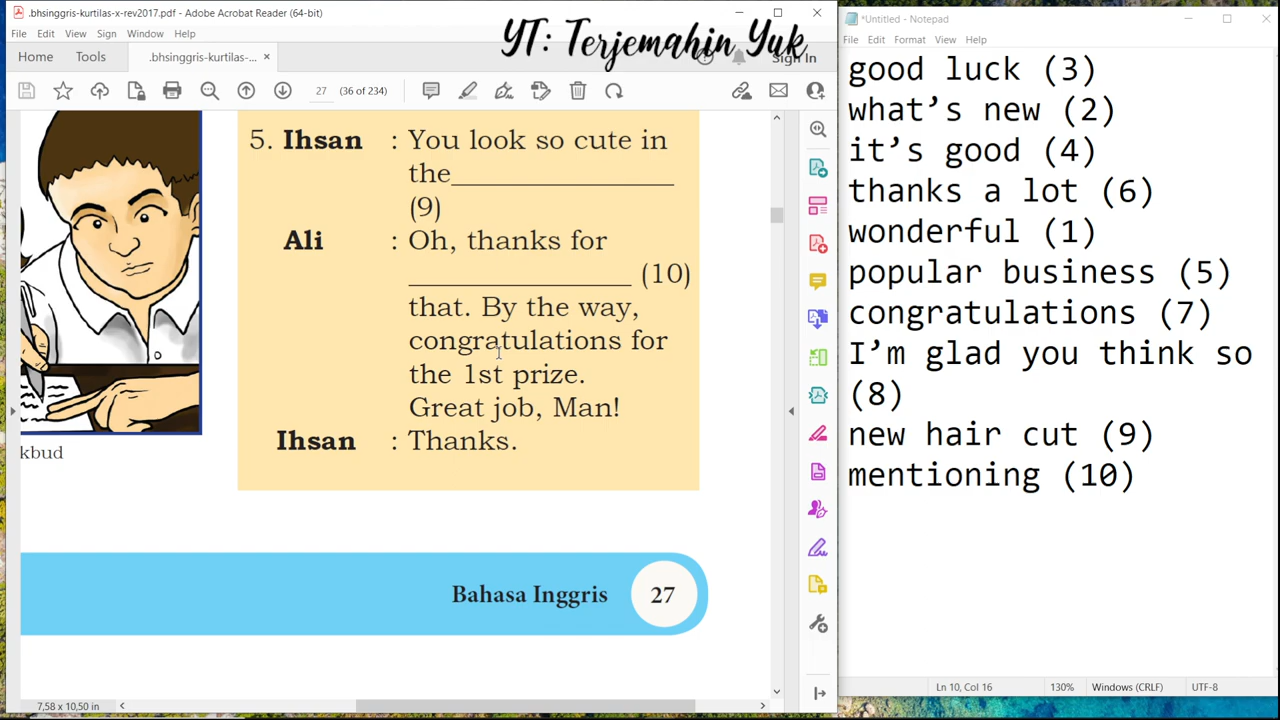 .bhsinggris-kurtilas-x-rev2017.pdf - Adobe Acrobat Reader (64-bit)
File Edit View Sign Window Help
YT: Terjemahin Yuk
Home Tools .bhsinggris-kurtilas-... × Sign In
27 (36 of 234)
5. Ihsan : You look so cute in
the________________
(9)
Ali : Oh, thanks for
________________ (10)
that. By the way,
congratulations for
the 1st prize.
Great job, Man!
Ihsan : Thanks.
kbud
Bahasa Inggris 27
7,58 x 10,50 in
*Untitled - Notepad
File Edit Format View Help
good luck (3)
what’s new (2)
it’s good (4)
thanks a lot (6)
wonderful (1)
popular business (5)
congratulations (7)
I’m glad you think so
(8)
new hair cut (9)
mentioning (10)
Ln 10, Col 16 130% Windows (CRLF) UTF-8